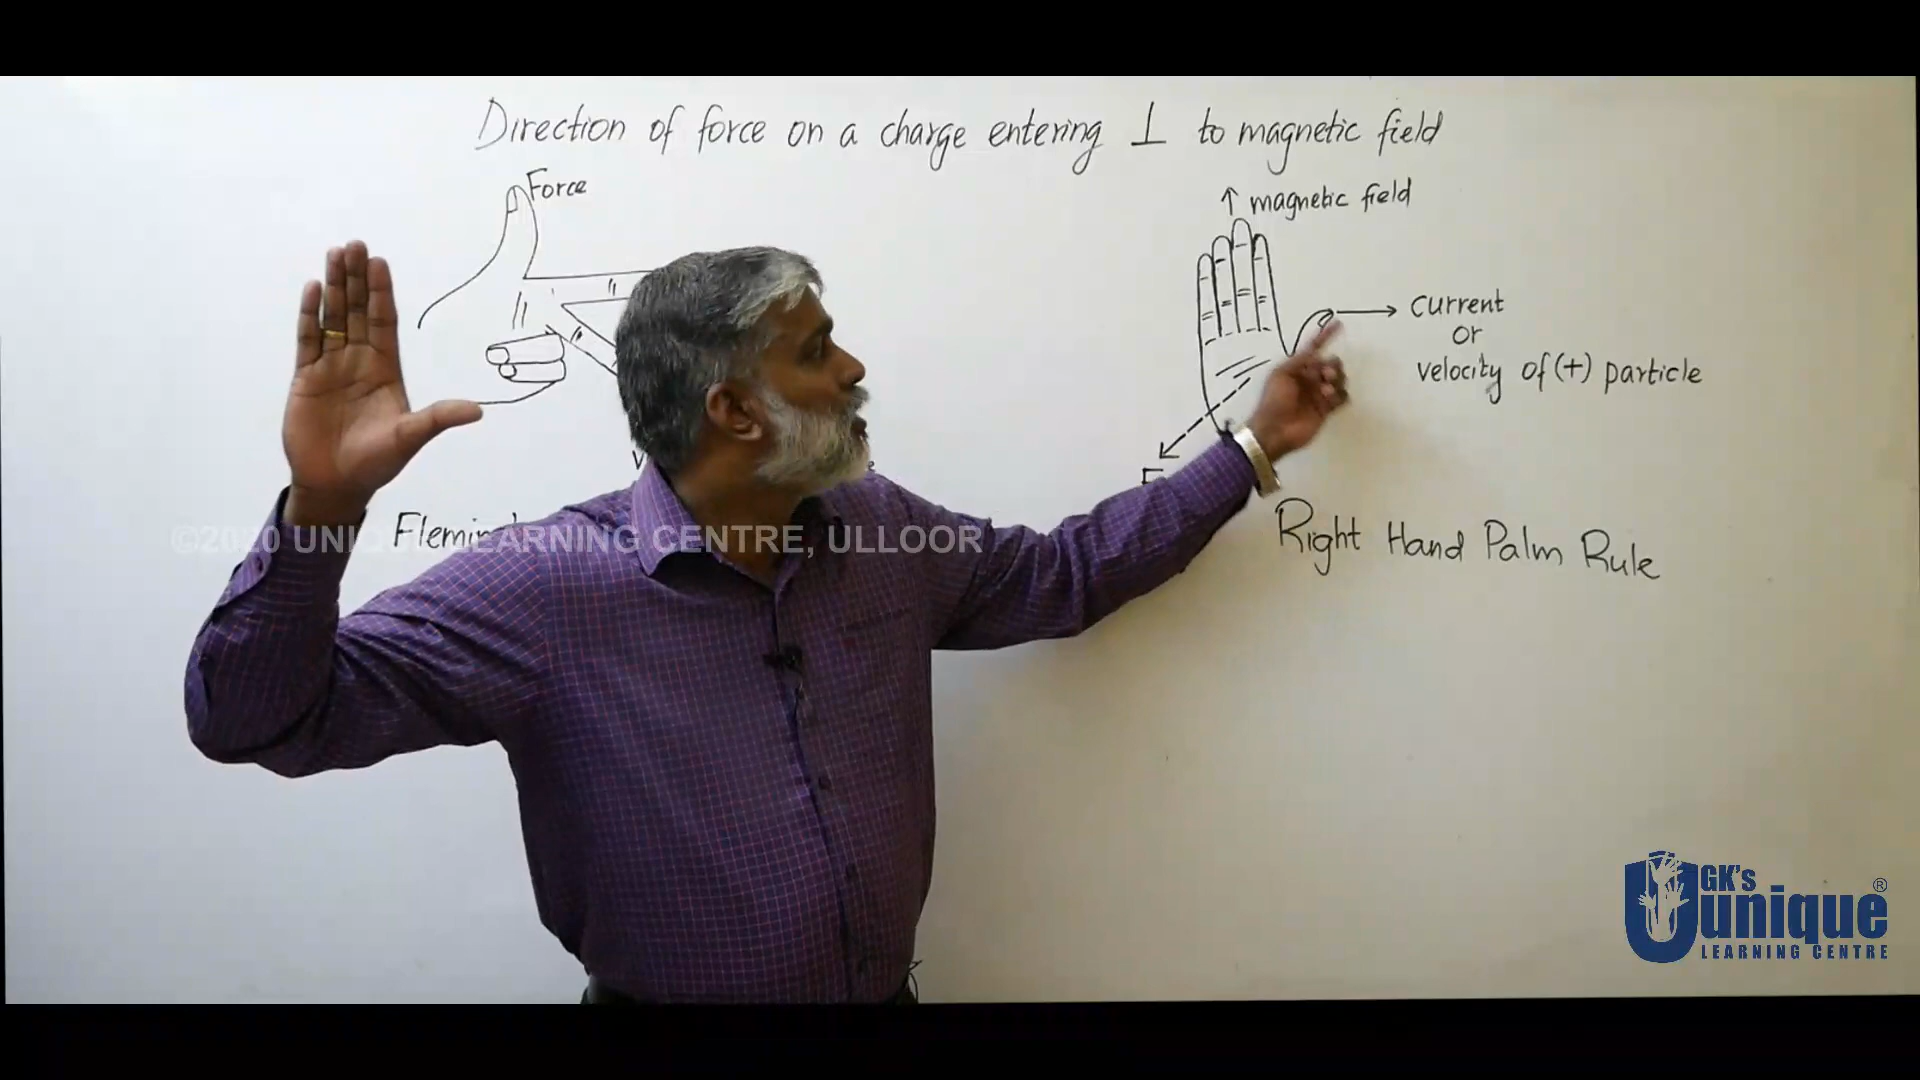 Direction of force on a charge entering ⊥ to magnetic field
Force
↑ magnetic field
→ current
or
velocity of (+) particle
©2020 UNIQUE LEARNING CENTRE, ULLOOR
Right Hand Palm Rule
GK's
unique®
LEARNING CENTRE